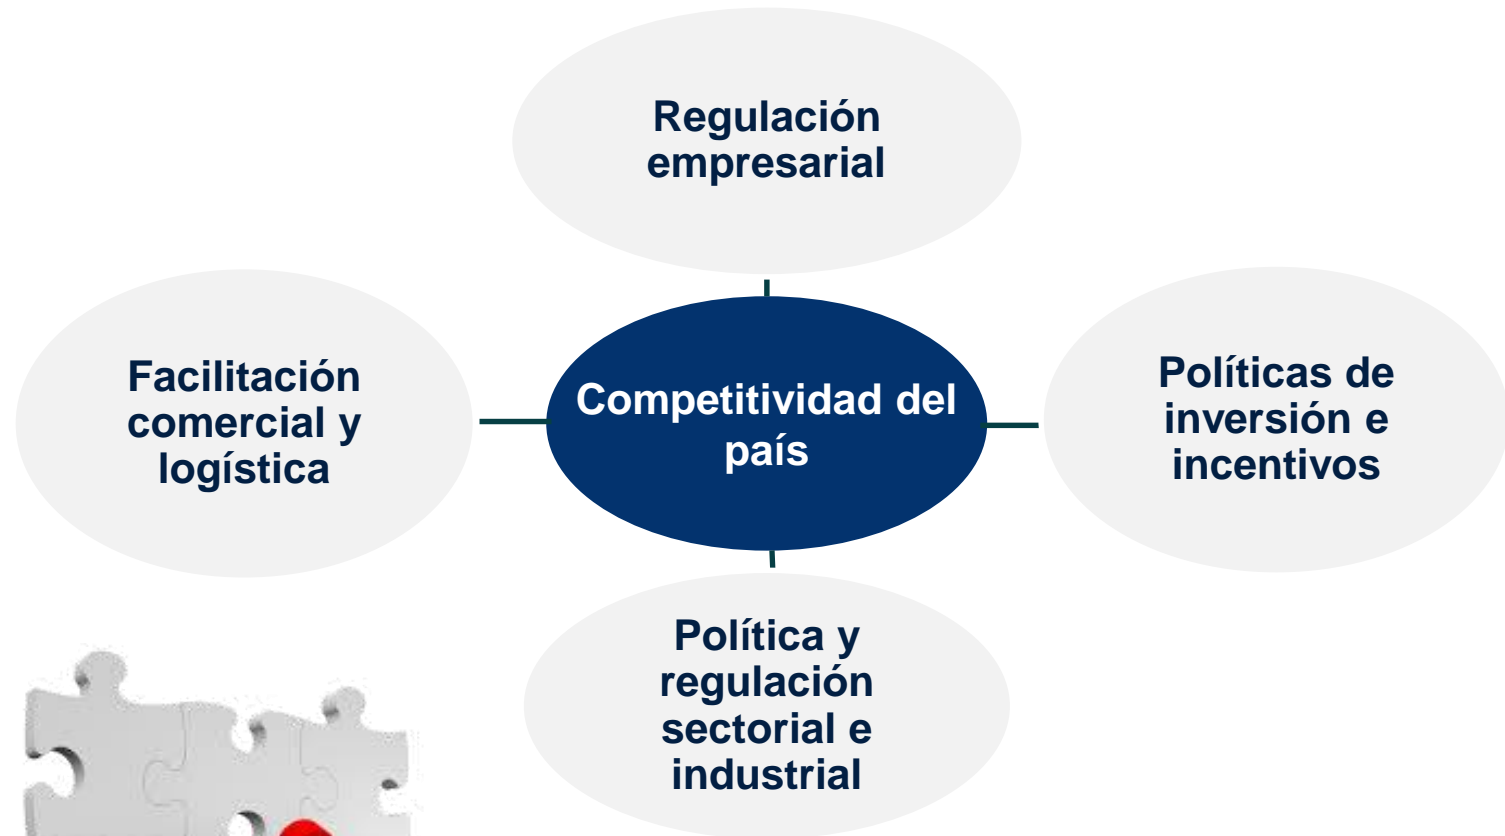 Regulación
empresarial
Facilitación
comercial y
logística
Competitividad del
país
Políticas de
inversión e
incentivos
Política y
regulación
sectorial e
industrial